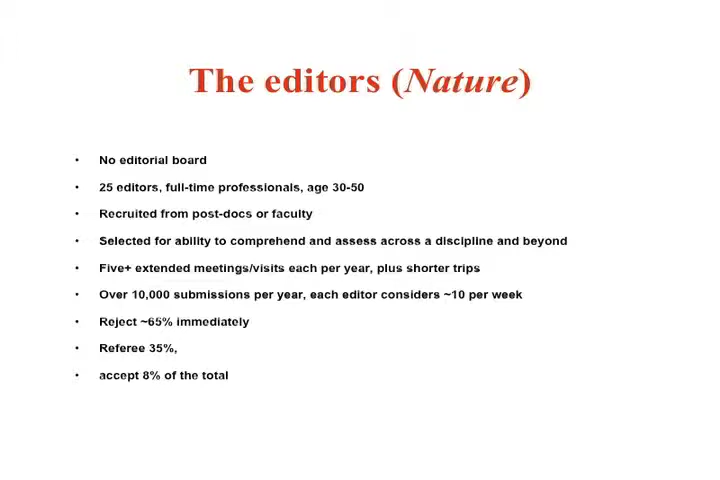 The editors (Nature)
• No editorial board
• 25 editors, full-time professionals, age 30-50
• Recruited from post-docs or faculty
• Selected for ability to comprehend and assess across a discipline and beyond
• Five+ extended meetings/visits each per year, plus shorter trips
• Over 10,000 submissions per year, each editor considers ~10 per week
• Reject ~65% immediately
• Referee 35%,
• accept 8% of the total